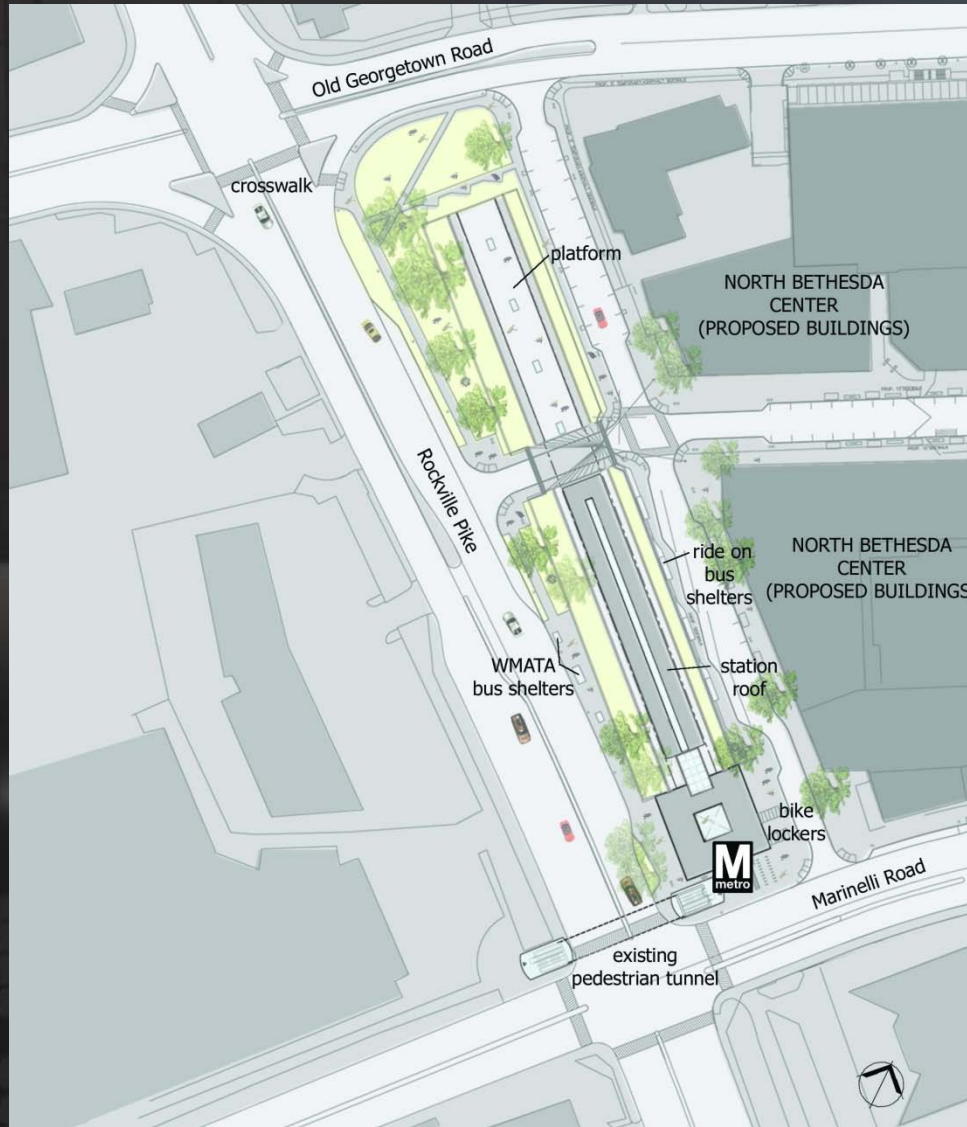 Old Georgetown Road
crosswalk
platform
NORTH BETHESDA
CENTER
(PROPOSED BUILDINGS)
Rockville Pike
ride on
bus
shelters
NORTH BETHESDA
CENTER
(PROPOSED BUILDINGS
WMATA
bus shelters
station
roof
bike
lockers
M
metro
Marinelli Road
existing
pedestrian tunnel